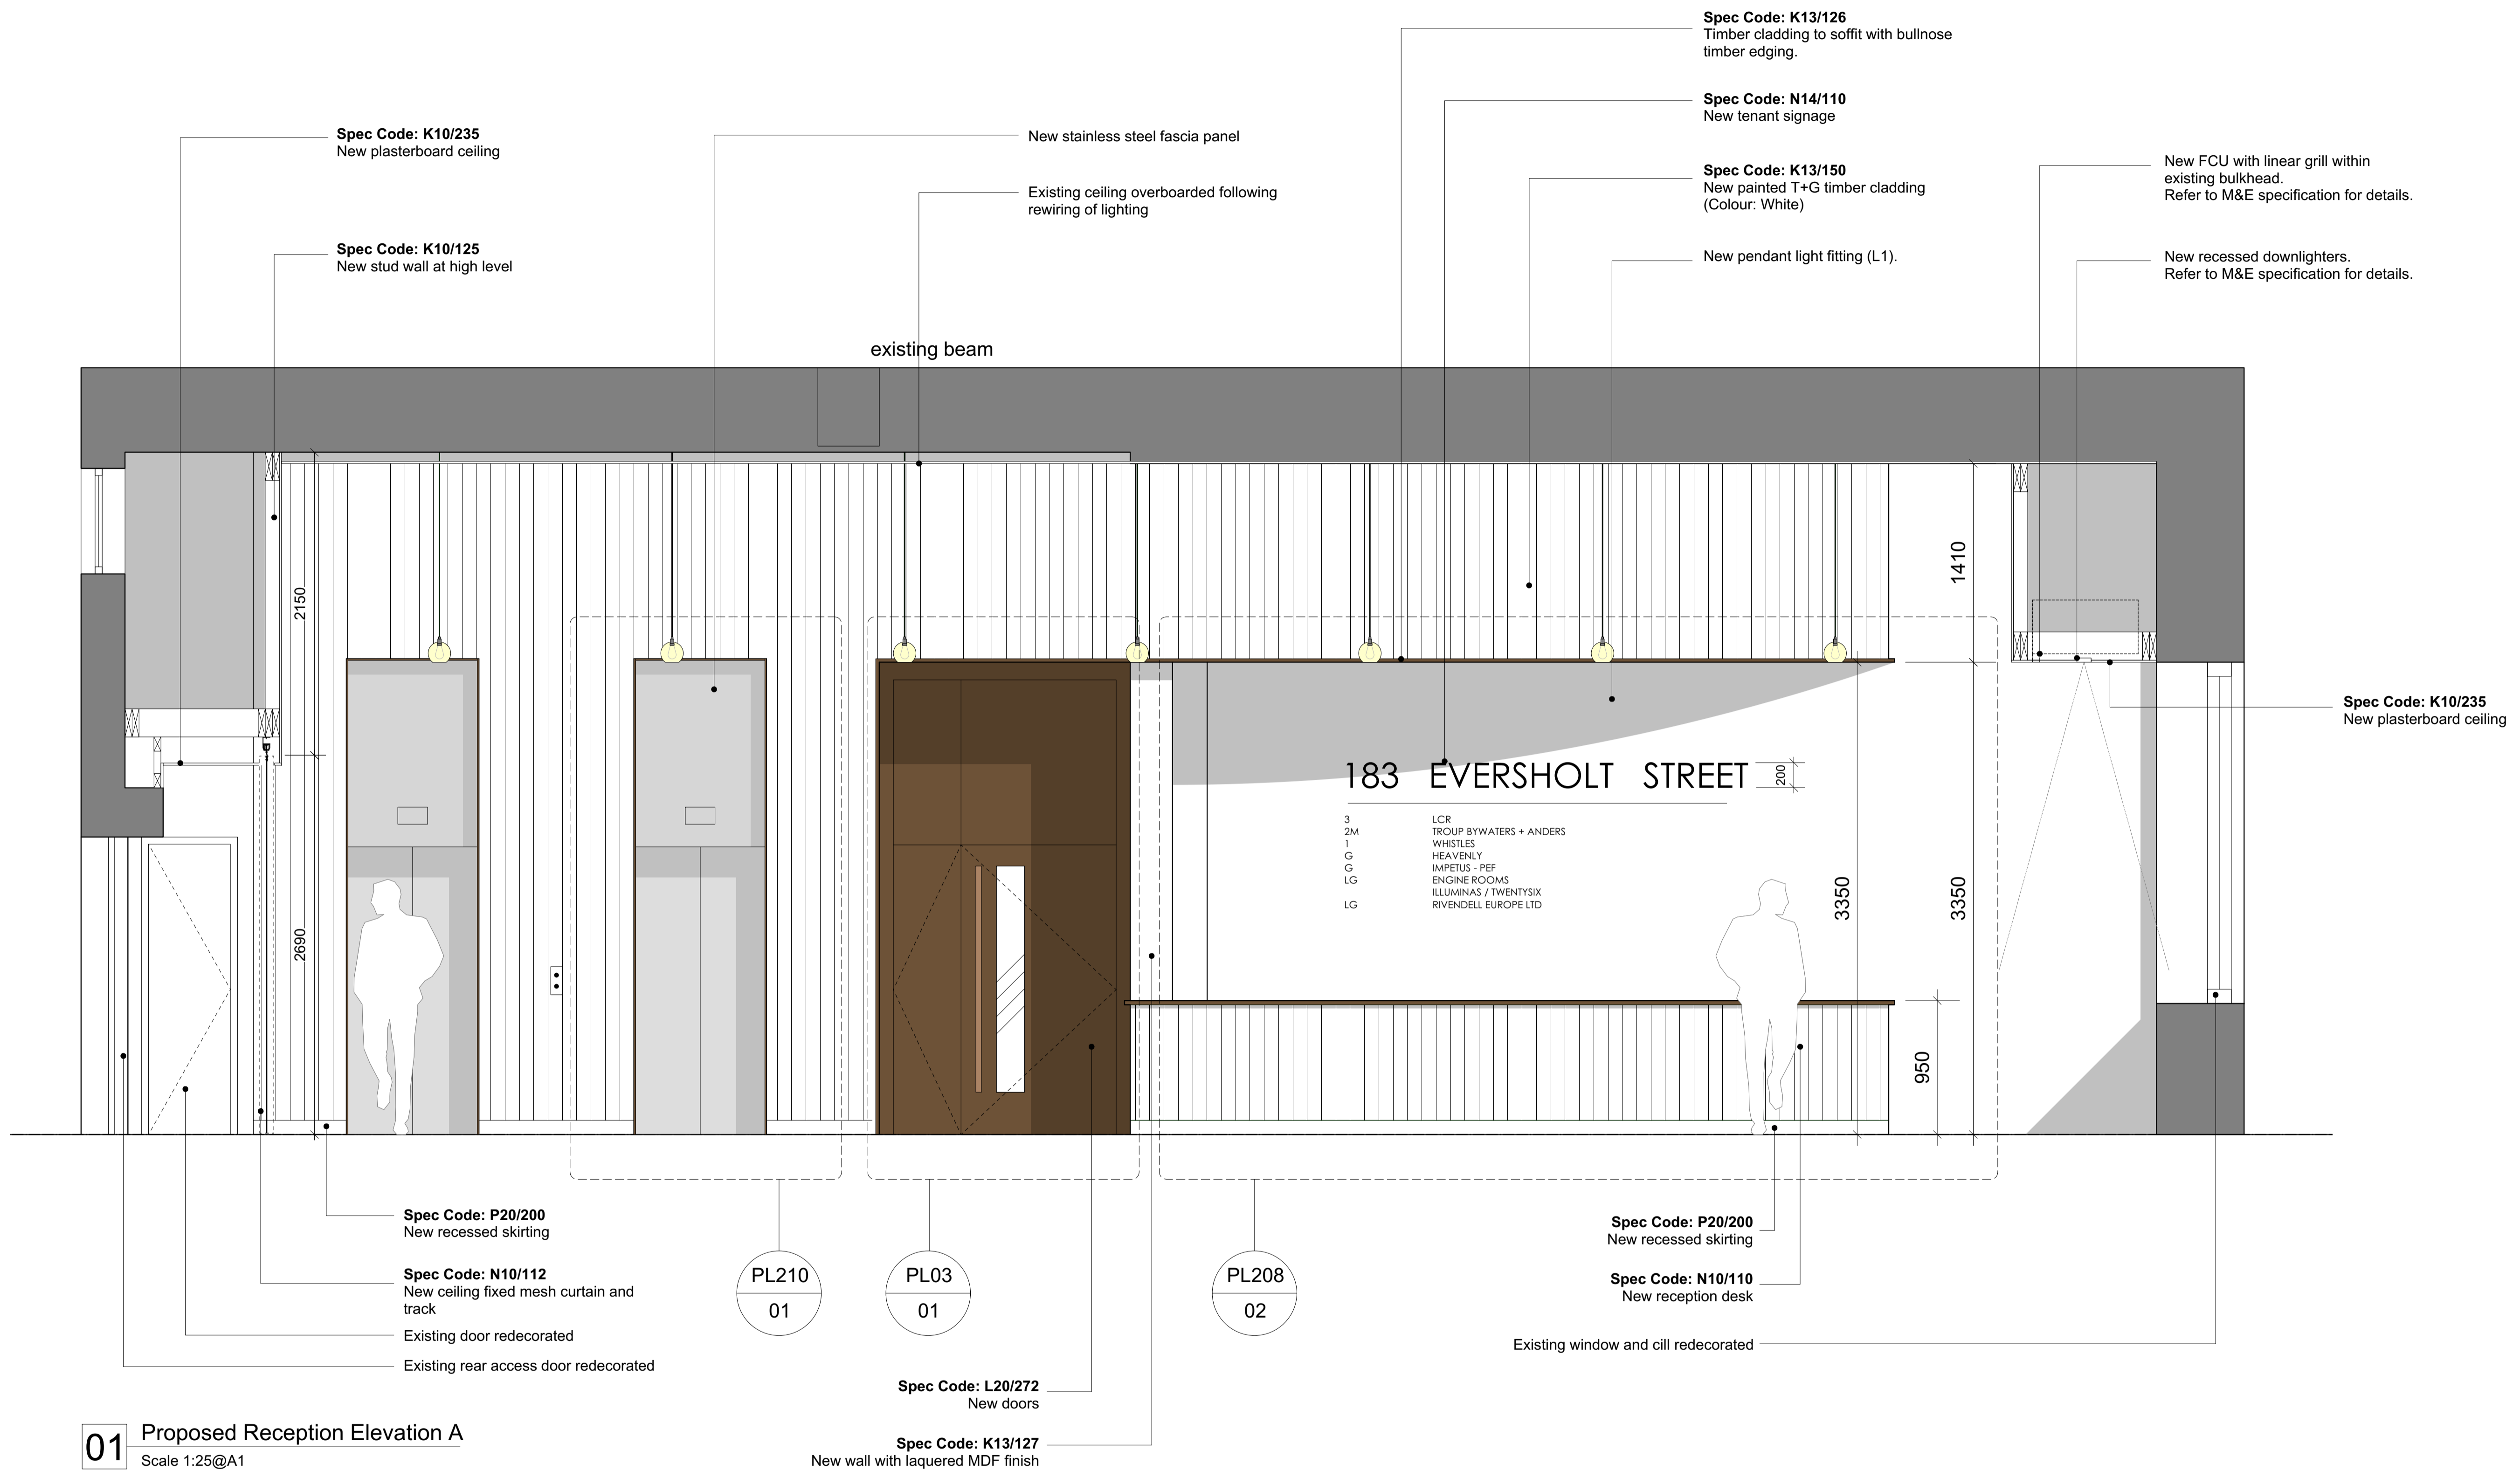 Spec Code: K13/126
Timber cladding to soffit with bullnose
timber edging.
Spec Code: N14/110
New tenant signage
Spec Code: K10/235
New plasterboard ceiling
New stainless steel fascia panel
Spec Code: K13/150
New painted T+G timber cladding
(Colour: White)
New FCU with linear grill within
existing bulkhead.
Refer to M&E specification for details.
Existing ceiling overboarded following
rewiring of lighting
Spec Code: K10/125
New stud wall at high level
New pendant light fitting (L1).
New recessed downlighters.
Refer to M&E specification for details.
existing beam
2150
1410
Spec Code: K10/235
New plasterboard ceiling
183 EVERSHOLT STREET
200
3 LCR
2M TROUP BYWATERS + ANDERS
1 WHISTLES
G HEAVENLY
G IMPETUS - PEF
LG ENGINE ROOMS
ILLUMINAS / TWENTYSIX
LG RIVENDELL EUROPE LTD
2690
3350
3350
950
Spec Code: P20/200
New recessed skirting
Spec Code: N10/112
New ceiling fixed mesh curtain and
track
Existing door redecorated
Existing rear access door redecorated
PL210
01
PL03
01
PL208
02
Spec Code: P20/200
New recessed skirting
Spec Code: N10/110
New reception desk
Existing window and cill redecorated
Spec Code: L20/272
New doors
Spec Code: K13/127
New wall with laquered MDF finish
01 Proposed Reception Elevation A
Scale 1:25@A1